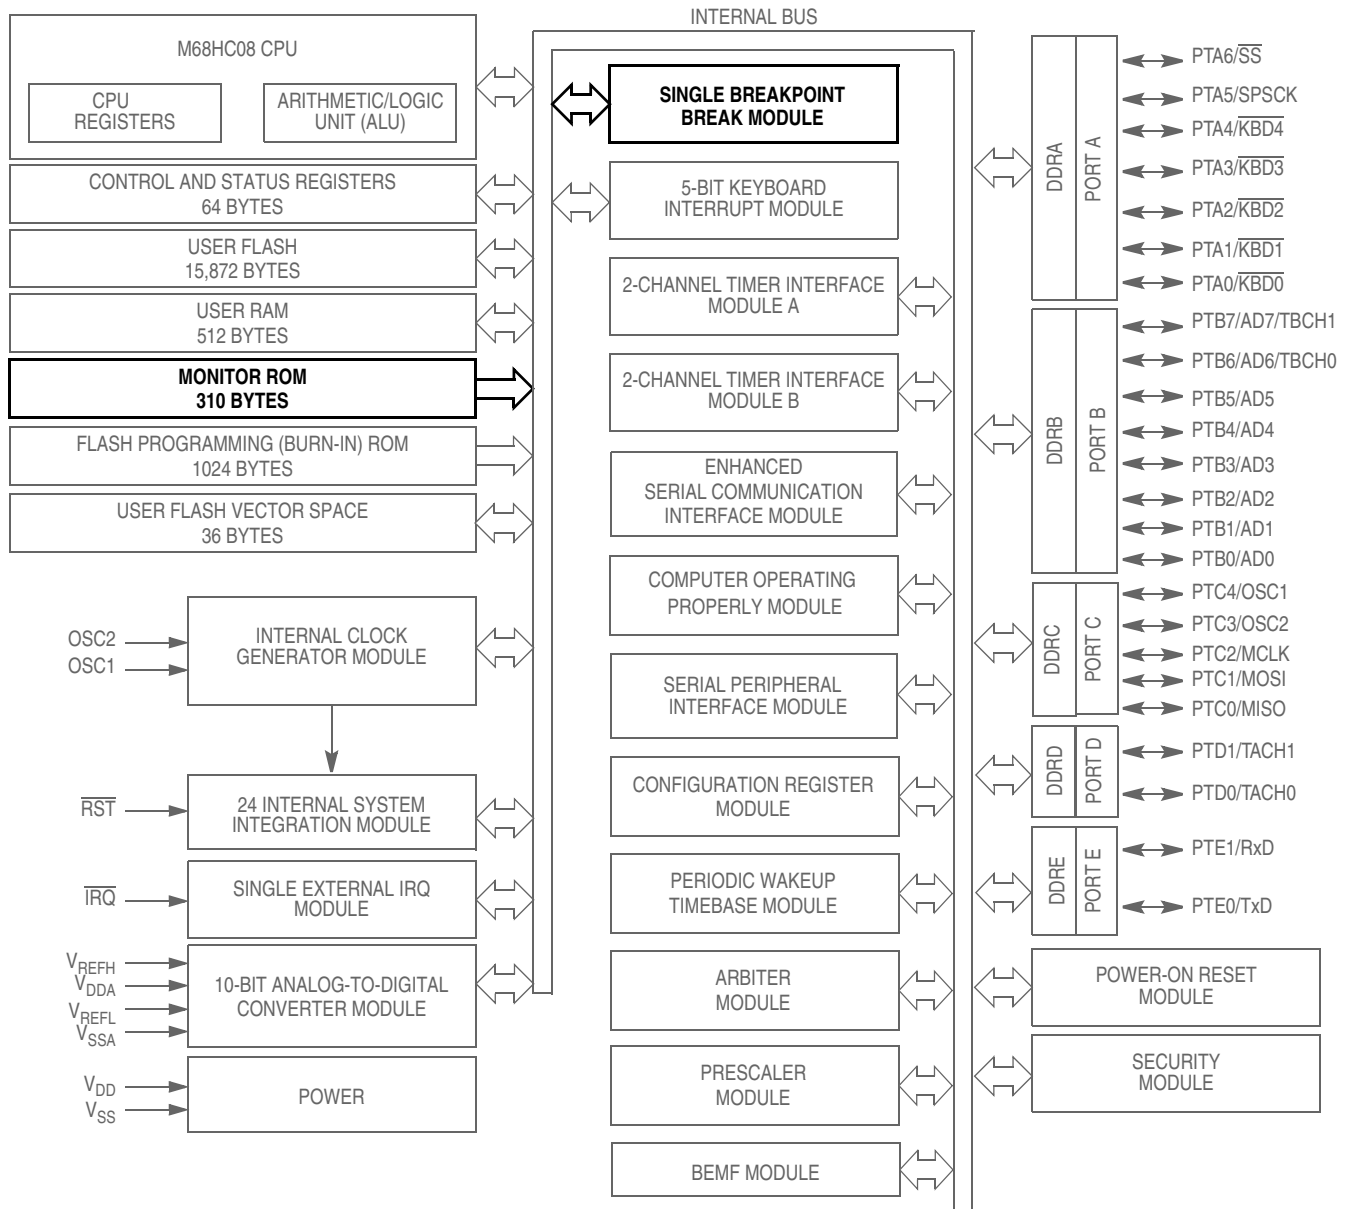 INTERNAL BUS
M68HC08 CPU
CPU
REGISTERS
ARITHMETIC/LOGIC
UNIT (ALU)
CONTROL AND STATUS REGISTERS
64 BYTES
USER FLASH
15,872 BYTES
USER RAM
512 BYTES
MONITOR ROM
310 BYTES
FLASH PROGRAMMING (BURN-IN) ROM
1024 BYTES
USER FLASH VECTOR SPACE
36 BYTES
OSC2
OSC1
INTERNAL CLOCK
GENERATOR MODULE
RST
24 INTERNAL SYSTEM
INTEGRATION MODULE
IRQ
SINGLE EXTERNAL IRQ
MODULE
VREFH
VDDA
VREFL
VSSA
10-BIT ANALOG-TO-DIGITAL
CONVERTER MODULE
VDD
VSS
POWER
SINGLE BREAKPOINT
BREAK MODULE
5-BIT KEYBOARD
INTERRUPT MODULE
2-CHANNEL TIMER INTERFACE
MODULE A
2-CHANNEL TIMER INTERFACE
MODULE B
ENHANCED
SERIAL COMMUNICATION
INTERFACE MODULE
COMPUTER OPERATING
PROPERLY MODULE
SERIAL PERIPHERAL
INTERFACE MODULE
CONFIGURATION REGISTER
MODULE
PERIODIC WAKEUP
TIMEBASE MODULE
ARBITER
MODULE
PRESCALER
MODULE
BEMF MODULE
DDRA
PORT A
PTA6/SS
PTA5/SPSCK
PTA4/KBD4
PTA3/KBD3
PTA2/KBD2
PTA1/KBD1
PTA0/KBD0
DDRB
PORT B
PTB7/AD7/TBCH1
PTB6/AD6/TBCH0
PTB5/AD5
PTB4/AD4
PTB3/AD3
PTB2/AD2
PTB1/AD1
PTB0/AD0
DDRC
PORT C
PTC4/OSC1
PTC3/OSC2
PTC2/MCLK
PTC1/MOSI
PTC0/MISO
DDRD
PORT D
PTD1/TACH1
PTD0/TACH0
DDRE
PORT E
PTE1/RxD
PTE0/TxD
POWER-ON RESET
MODULE
SECURITY
MODULE